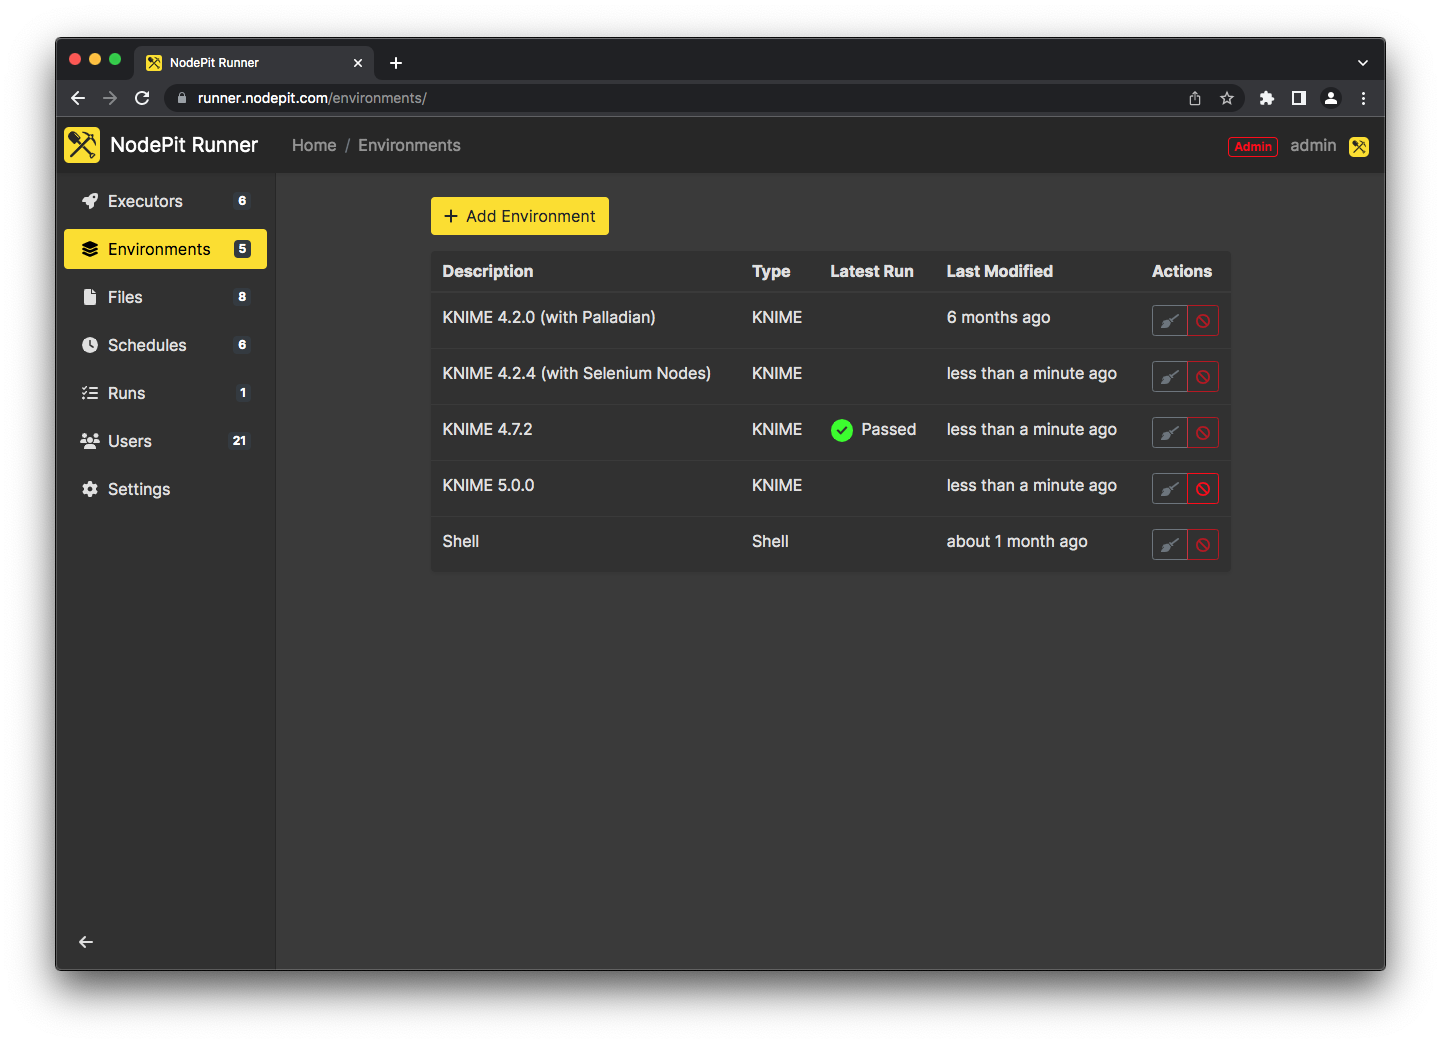 NodePit Runner
runner.nodepit.com/environments/
NodePit Runner
Home / Environments
Admin admin
Executors 6
Environments 5
Files 8
Schedules 6
Runs 1
Users 21
Settings
+ Add Environment
Description Type Latest Run Last Modified Actions
KNIME 4.2.0 (with Palladian) KNIME 6 months ago
KNIME 4.2.4 (with Selenium Nodes) KNIME less than a minute ago
KNIME 4.7.2 KNIME Passed less than a minute ago
KNIME 5.0.0 KNIME less than a minute ago
Shell Shell about 1 month ago